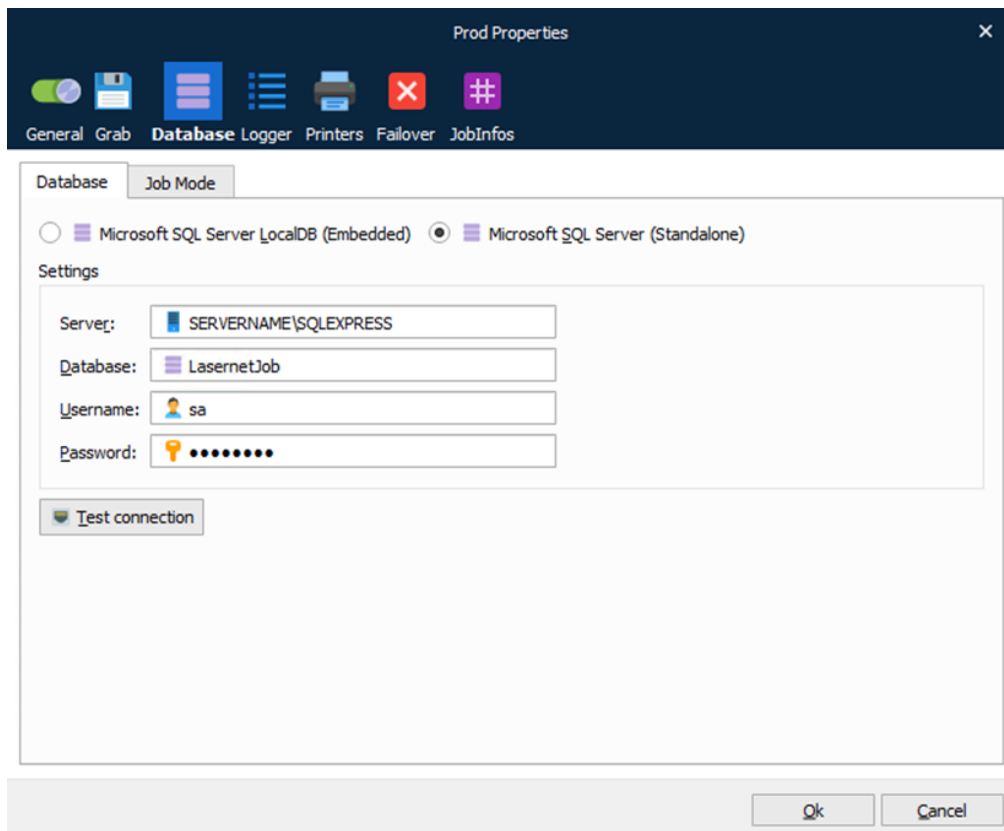 Prod Properties
General Grab Database Logger Printers Failover JobInfos
Database Job Mode
Microsoft SQL Server LocalDB (Embedded) Microsoft SQL Server (Standalone)
Settings
Server: SERVERNAME\SQLEXPRESS
Database: LasernetJob
Username: sa
Password: ••••••••
Test connection
Ok Cancel